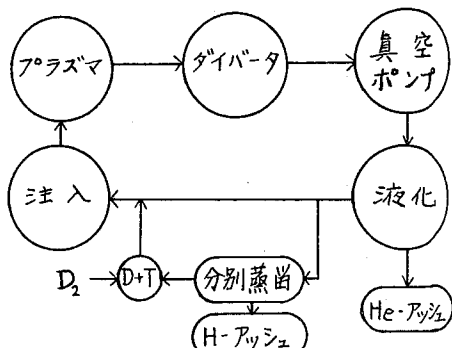 プラズマ
ダイバータ
真空
ポンプ
注入
液化
D₂
D+T
分別蒸留
H-アッシュ
He-アッシュ